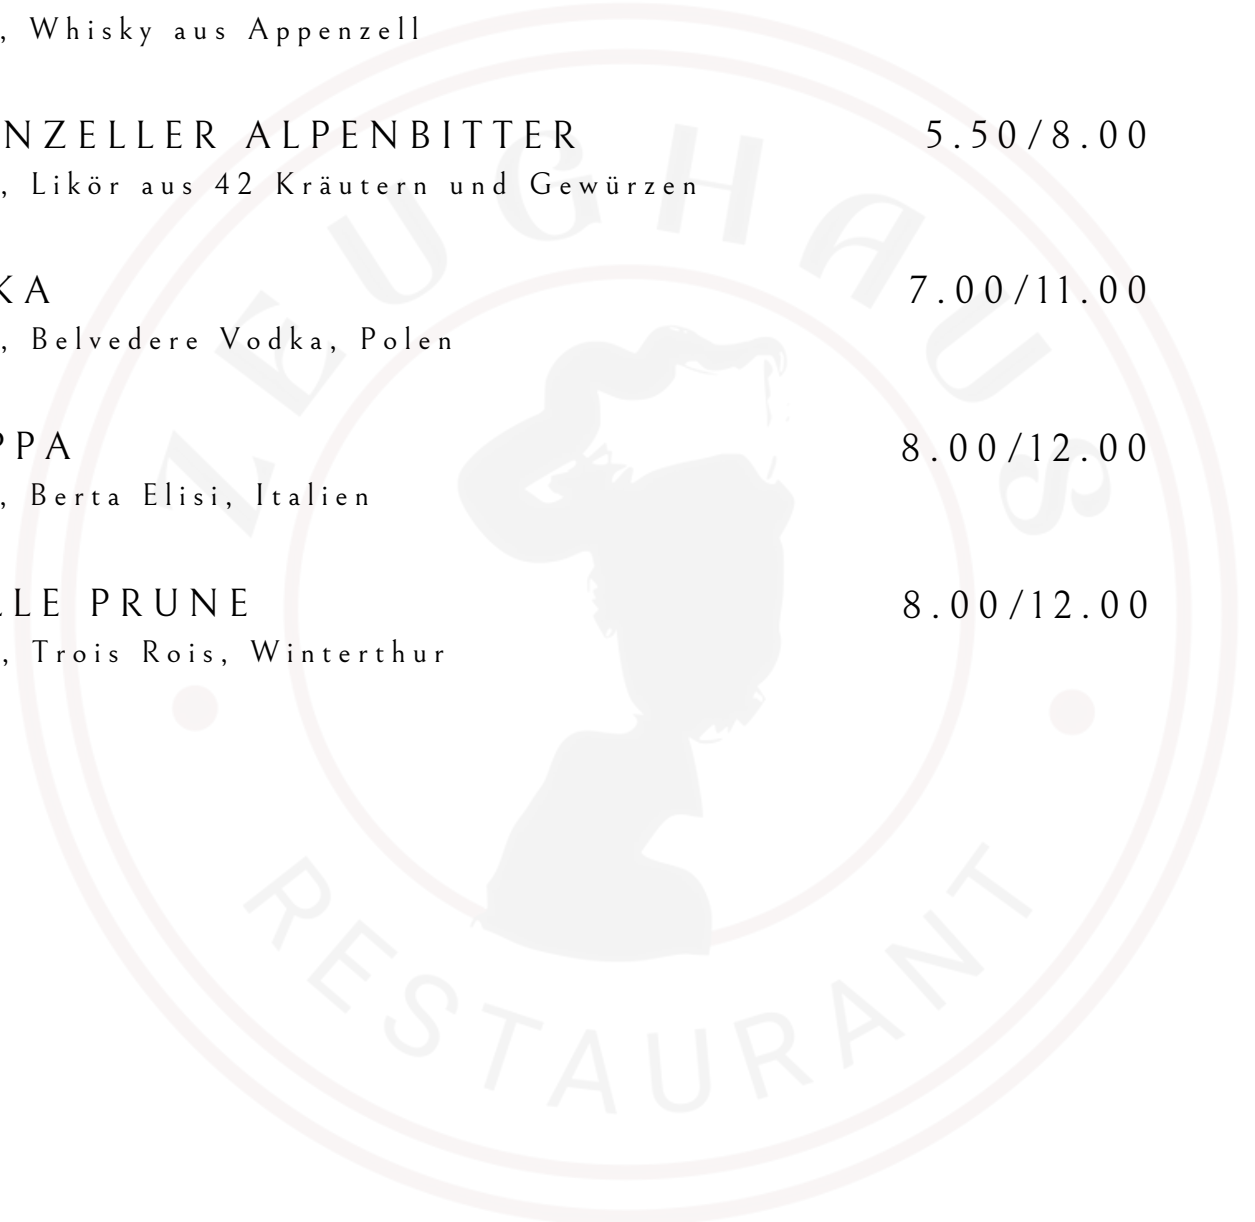 , Whisky aus Appenzell
NZELLER ALPENBITTER 5.50/8.00
, Likör aus 42 Kräutern und Gewürzen
KA 7.00/11.00
, Belvedere Vodka, Polen
PPA 8.00/12.00
, Berta Elisi, Italien
LLE PRUNE 8.00/12.00
, Trois Rois, Winterthur
ZEUGHAUS
RESTAURANT